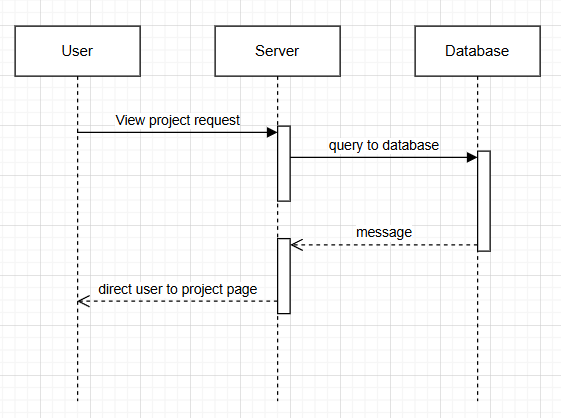 User
Server
Database
View project request
query to database
message
direct user to project page